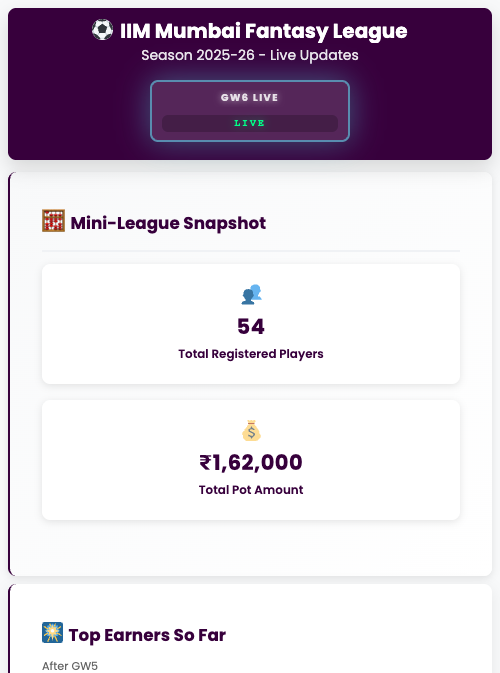 IIM Mumbai Fantasy League
Season 2025-26 - Live Updates
GW6 LIVE
LIVE
Mini-League Snapshot
54
Total Registered Players
₹1,62,000
Total Pot Amount
Top Earners So Far
After GW5